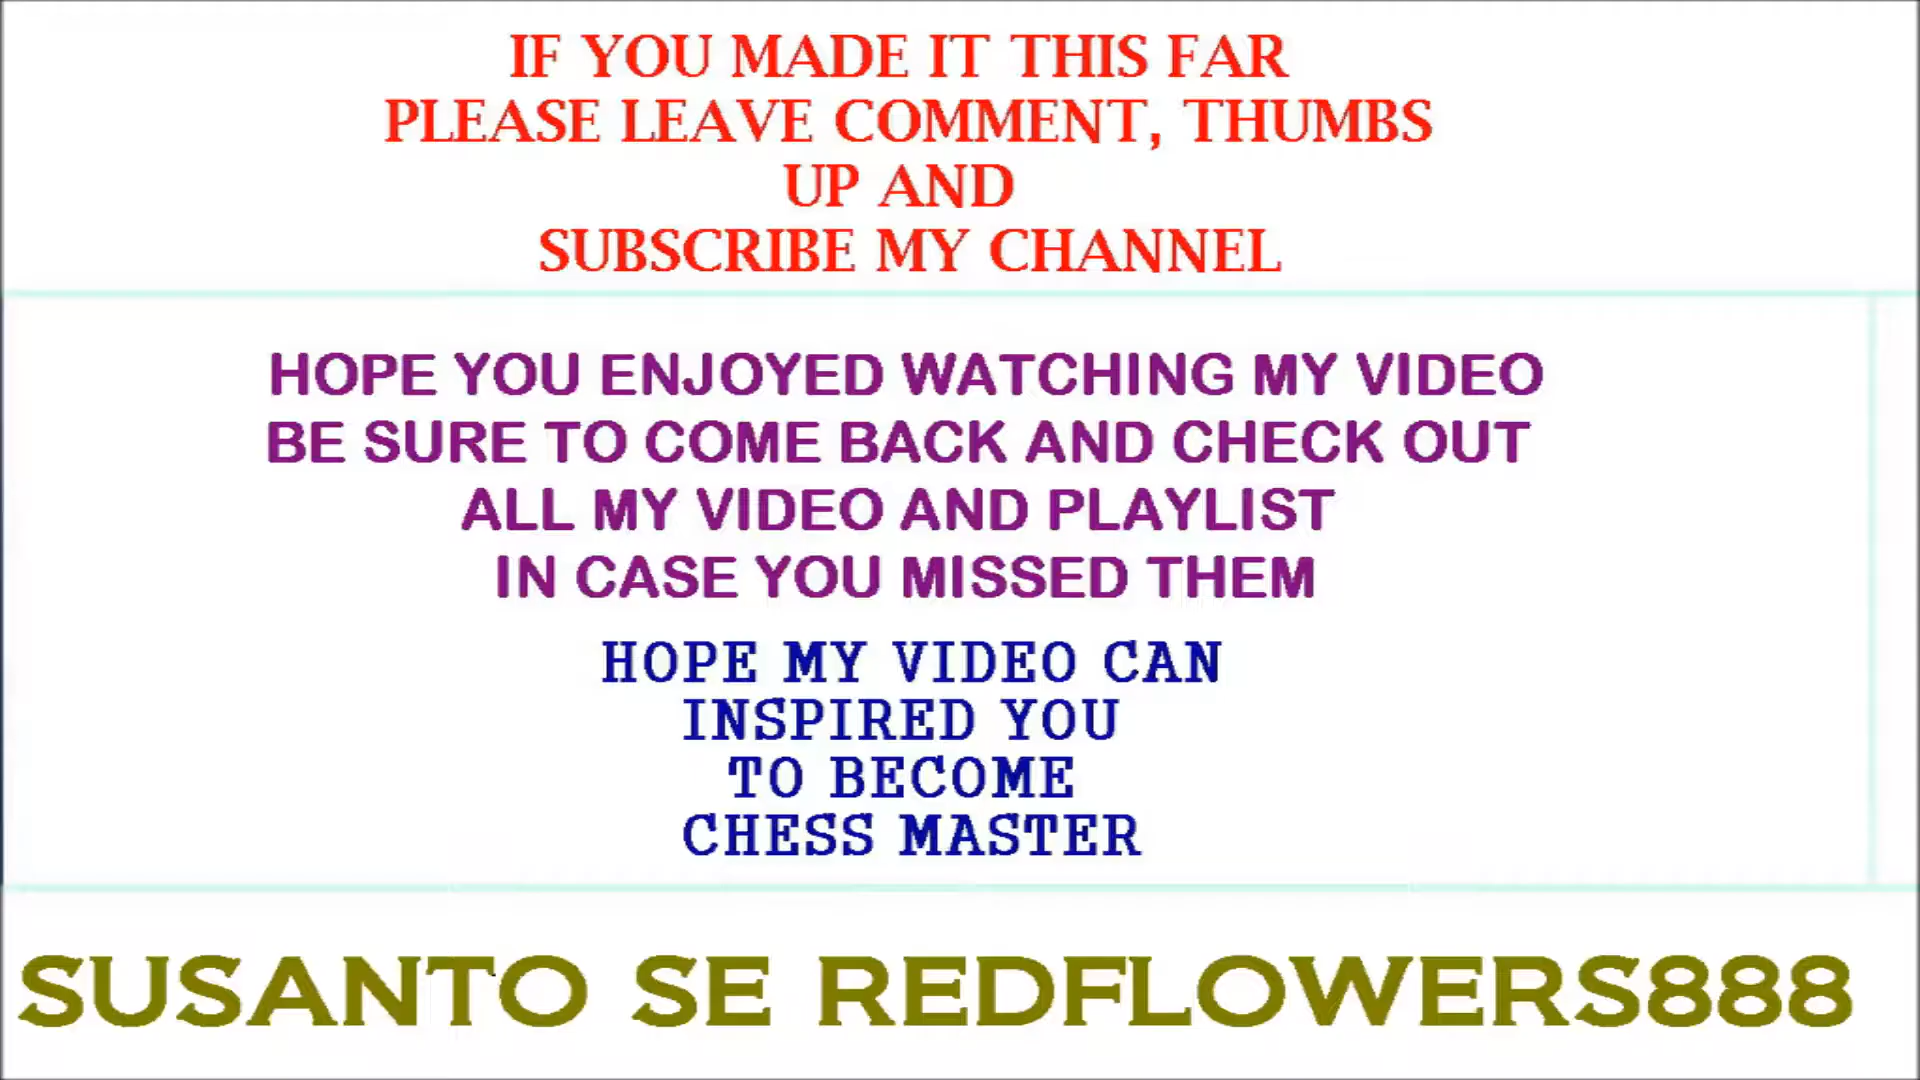 IF YOU MADE IT THIS FAR
PLEASE LEAVE COMMENT, THUMBS
UP AND
SUBSCRIBE MY CHANNEL
HOPE YOU ENJOYED WATCHING MY VIDEO
BE SURE TO COME BACK AND CHECK OUT
ALL MY VIDEO AND PLAYLIST
IN CASE YOU MISSED THEM
HOPE MY VIDEO CAN
INSPIRED YOU
TO BECOME
CHESS MASTER
SUSANTO SE REDFLOWERS888